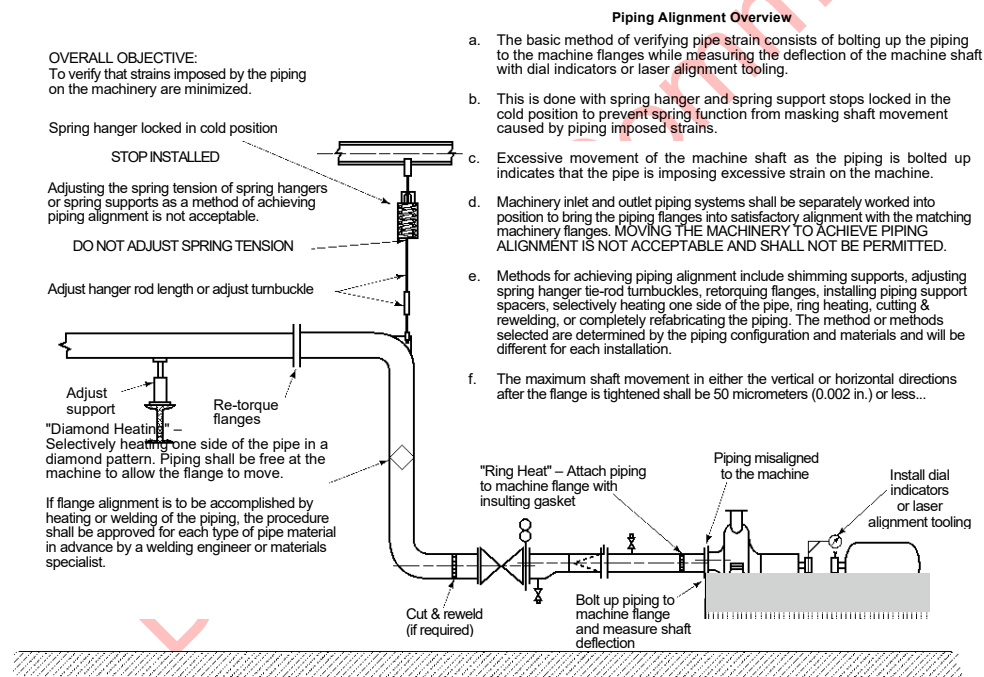 Piping Alignment Overview
OVERALL OBJECTIVE:
To verify that strains imposed by the piping
on the machinery are minimized.
Spring hanger locked in cold position
STOP INSTALLED
Adjusting the spring tension of spring hangers
or spring supports as a method of achieving
piping alignment is not acceptable.
DO NOT ADJUST SPRING TENSION
Adjust hanger rod length or adjust turnbuckle
a. The basic method of verifying pipe strain consists of bolting up the piping
to the machine flanges while measuring the deflection of the machine shaft
with dial indicators or laser alignment tooling.
b. This is done with spring hanger and spring support stops locked in the
cold position to prevent spring function from masking shaft movement
caused by piping imposed strains.
c. Excessive movement of the machine shaft as the piping is bolted up
indicates that the pipe is imposing excessive strain on the machine.
d. Machinery inlet and outlet piping systems shall be separately worked into
position to bring the piping flanges into satisfactory alignment with the matching
machinery flanges. MOVING THE MACHINERY TO ACHIEVE PIPING
ALIGNMENT IS NOT ACCEPTABLE AND SHALL NOT BE PERMITTED.
e. Methods for achieving piping alignment include shimming supports, adjusting
spring hanger tie-rod turnbuckles, retorquing flanges, installing piping support
spacers, selectively heating one side of the pipe, ring heating, cutting &
rewelding, or completely refabricating the piping. The method or methods
selected are determined by the piping configuration and materials and will be
different for each installation.
f. The maximum shaft movement in either the vertical or horizontal directions
after the flange is tightened shall be 50 micrometers (0.002 in.) or less...
Adjust
support
Re-torque
flanges
"Diamond Heating" –
Selectively heating one side of the pipe in a
diamond pattern. Piping shall be free at the
machine to allow the flange to move.
If flange alignment is to be accomplished by
heating or welding of the piping, the procedure
shall be approved for each type of pipe material
in advance by a welding engineer or materials
specialist.
"Ring Heat" – Attach piping
to machine flange with
insulting gasket
Piping misaligned
to the machine
Install dial
indicators
or laser
alignment tooling
Cut & reweld
(if required)
Bolt up piping to
machine flange
and measure shaft
deflection